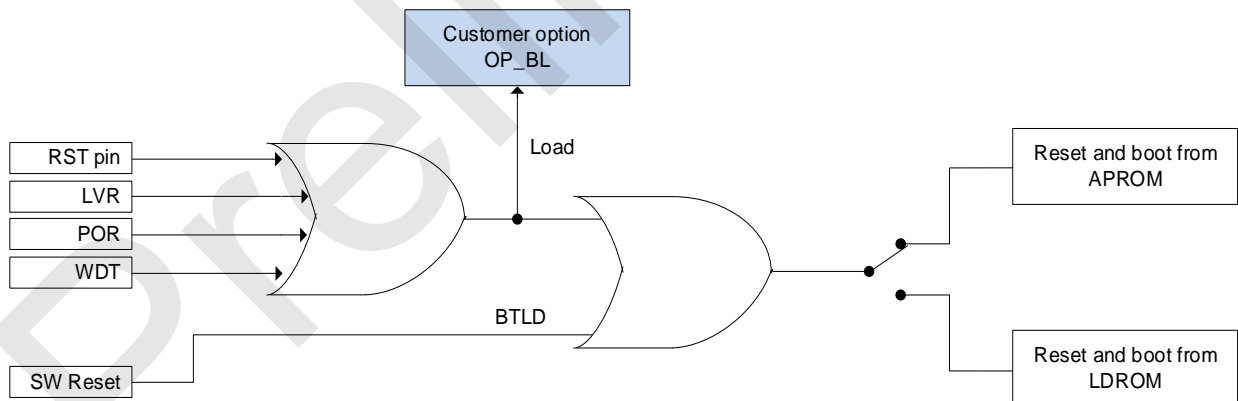 Customer option
OP_BL
Load
RST pin
LVR
POR
WDT
BTLD
SW Reset
Reset and boot from
APROM
Reset and boot from
LDROM